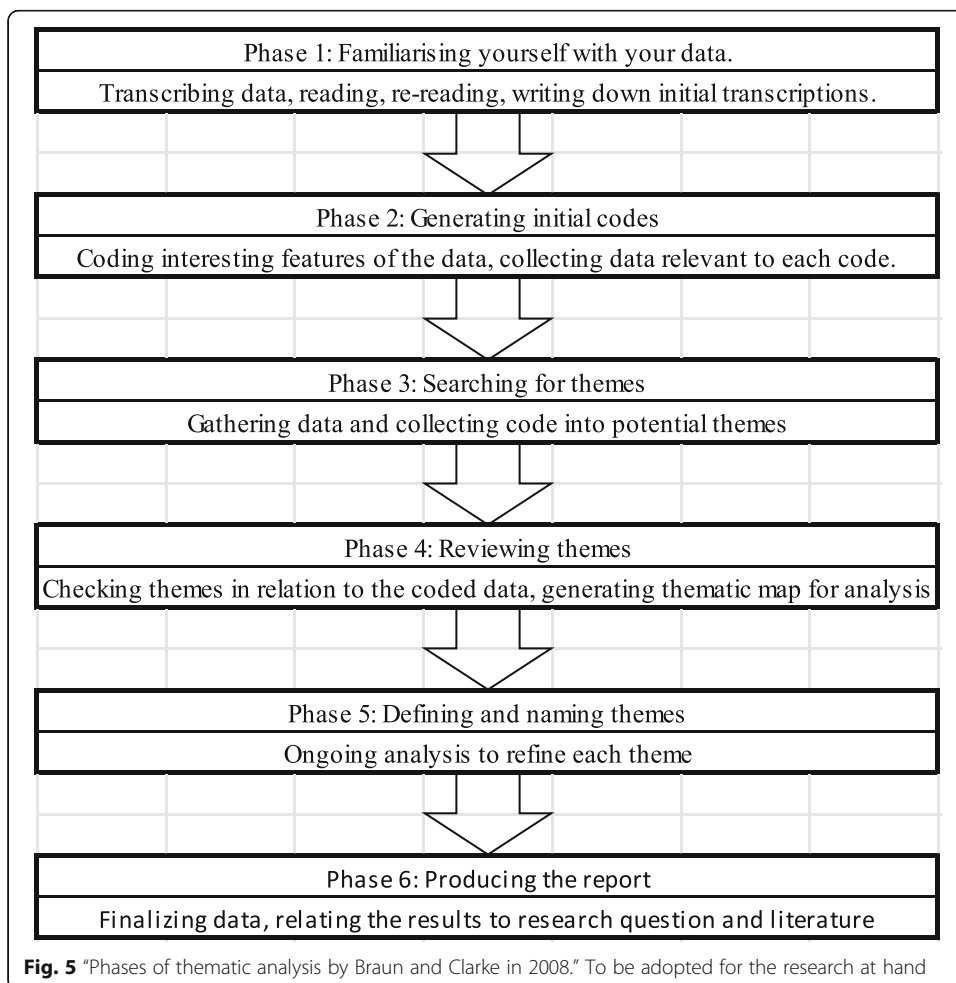 Phase 1: Familiarising yourself with your data.
Transcribing data, reading, re-reading, writing down initial transcriptions.
Phase 2: Generating initial codes
Coding interesting features of the data, collecting data relevant to each code.
Phase 3: Searching for themes
Gathering data and collecting code into potential themes
Phase 4: Reviewing themes
Checking themes in relation to the coded data, generating thematic map for analysis
Phase 5: Defining and naming themes
Ongoing analysis to refine each theme
Phase 6: Producing the report
Finalizing data, relating the results to research question and literature
Fig. 5 “Phases of thematic analysis by Braun and Clarke in 2008.” To be adopted for the research at hand